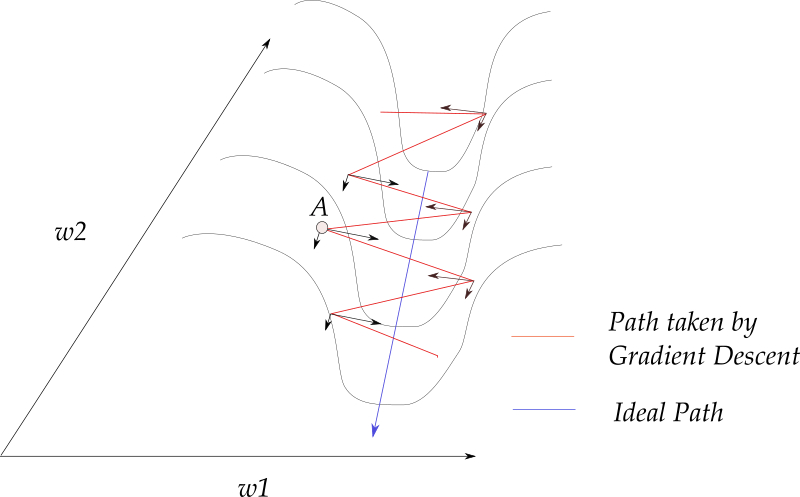 A
w2
Path taken by
Gradient Descent
Ideal Path
w1